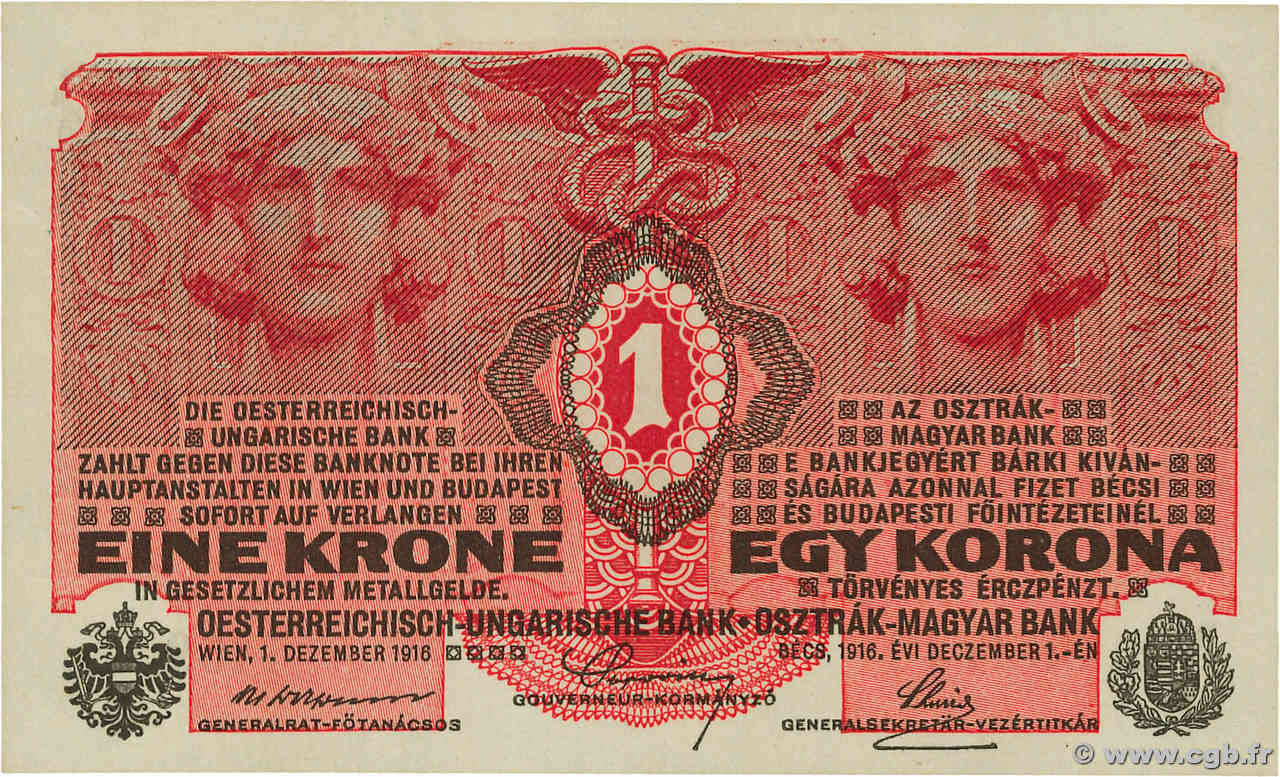 1
DIE OESTERREICHISCH-
UNGARISCHE BANK
ZAHLT GEGEN DIESE BANKNOTE BEI IHREN
HAUPTANSTALTEN IN WIEN UND BUDAPEST
SOFORT AUF VERLANGEN
EINE KRONE
IN GESETZLICHEM METALLGELDE.
AZ OSZTRÁK-
MAGYAR BANK
E BANKJEGYÉRT BÁRKI KIVÁN-
SÁGÁRA AZONNAL FIZET BÉCSI
ÉS BUDAPESTI FŐINTÉZETEINÉL
EGY KORONA
TÖRVÉNYES ÉRCZPÉNZT.
OESTERREICHISCH-UNGARISCHE BANK • OSZTRÁK-MAGYAR BANK
WIEN, 1. DEZEMBER 1916
BÉCS, 1916. ÉVI DECZEMBER 1.-ÉN
GENERALRAT-FŐTANÁCSOS
GOUVERNEUR-KORMÁNYZÓ
GENERALSEKRETÄR-VEZÉRTITKÁR
© www.cgb.fr